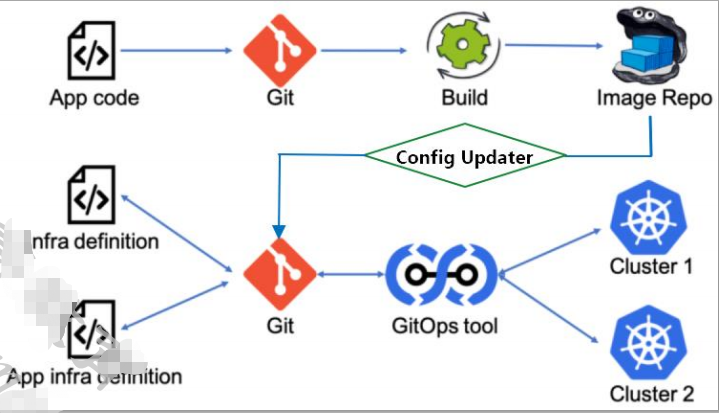 App code
Git
Build
Image Repo
Config Updater
Infra definition
Git
GitOps tool
Cluster 1
App infra definition
Cluster 2